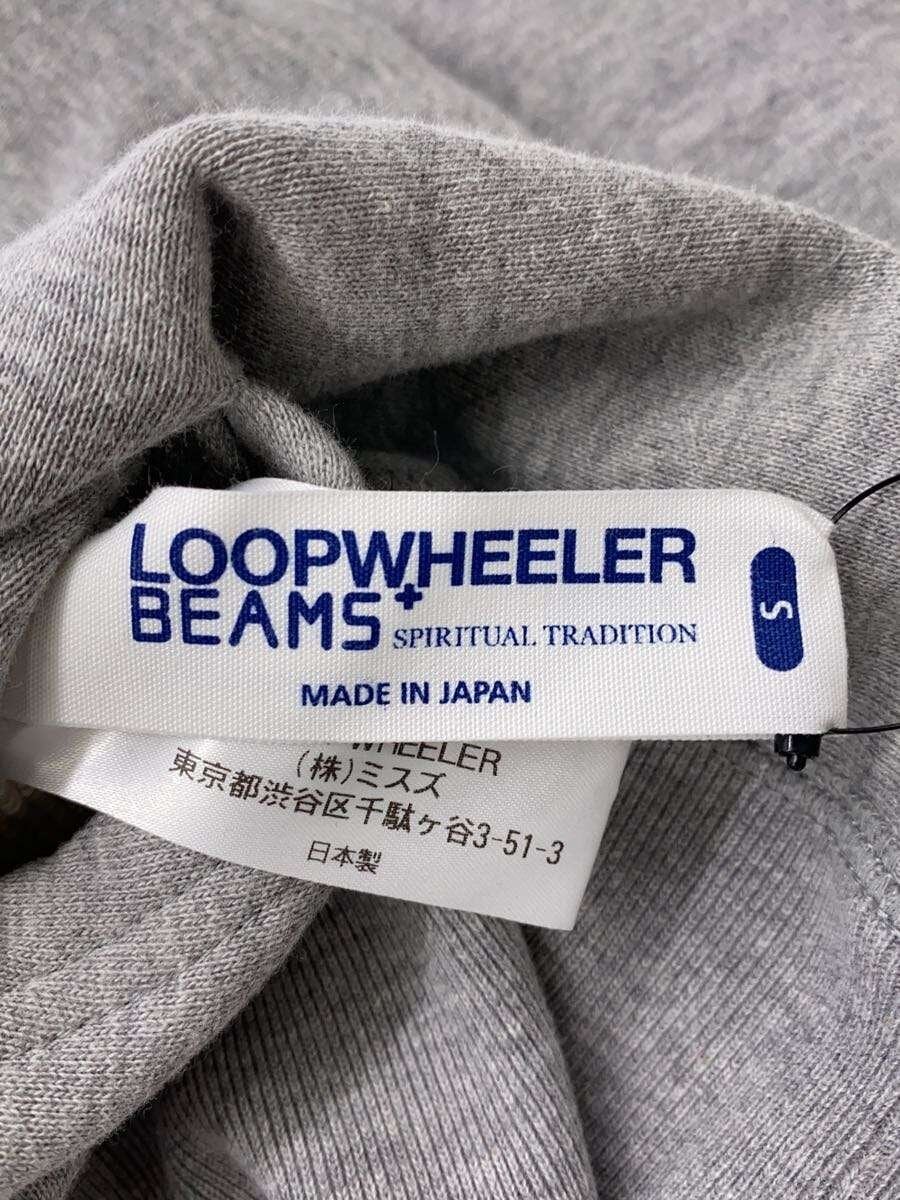 LOOPWHEELER
BEAMS+ SPIRITUAL TRADITION
MADE IN JAPAN
S
WHEELER
(株)ミスズ
東京都渋谷区千駄ヶ谷3-51-3
日本製